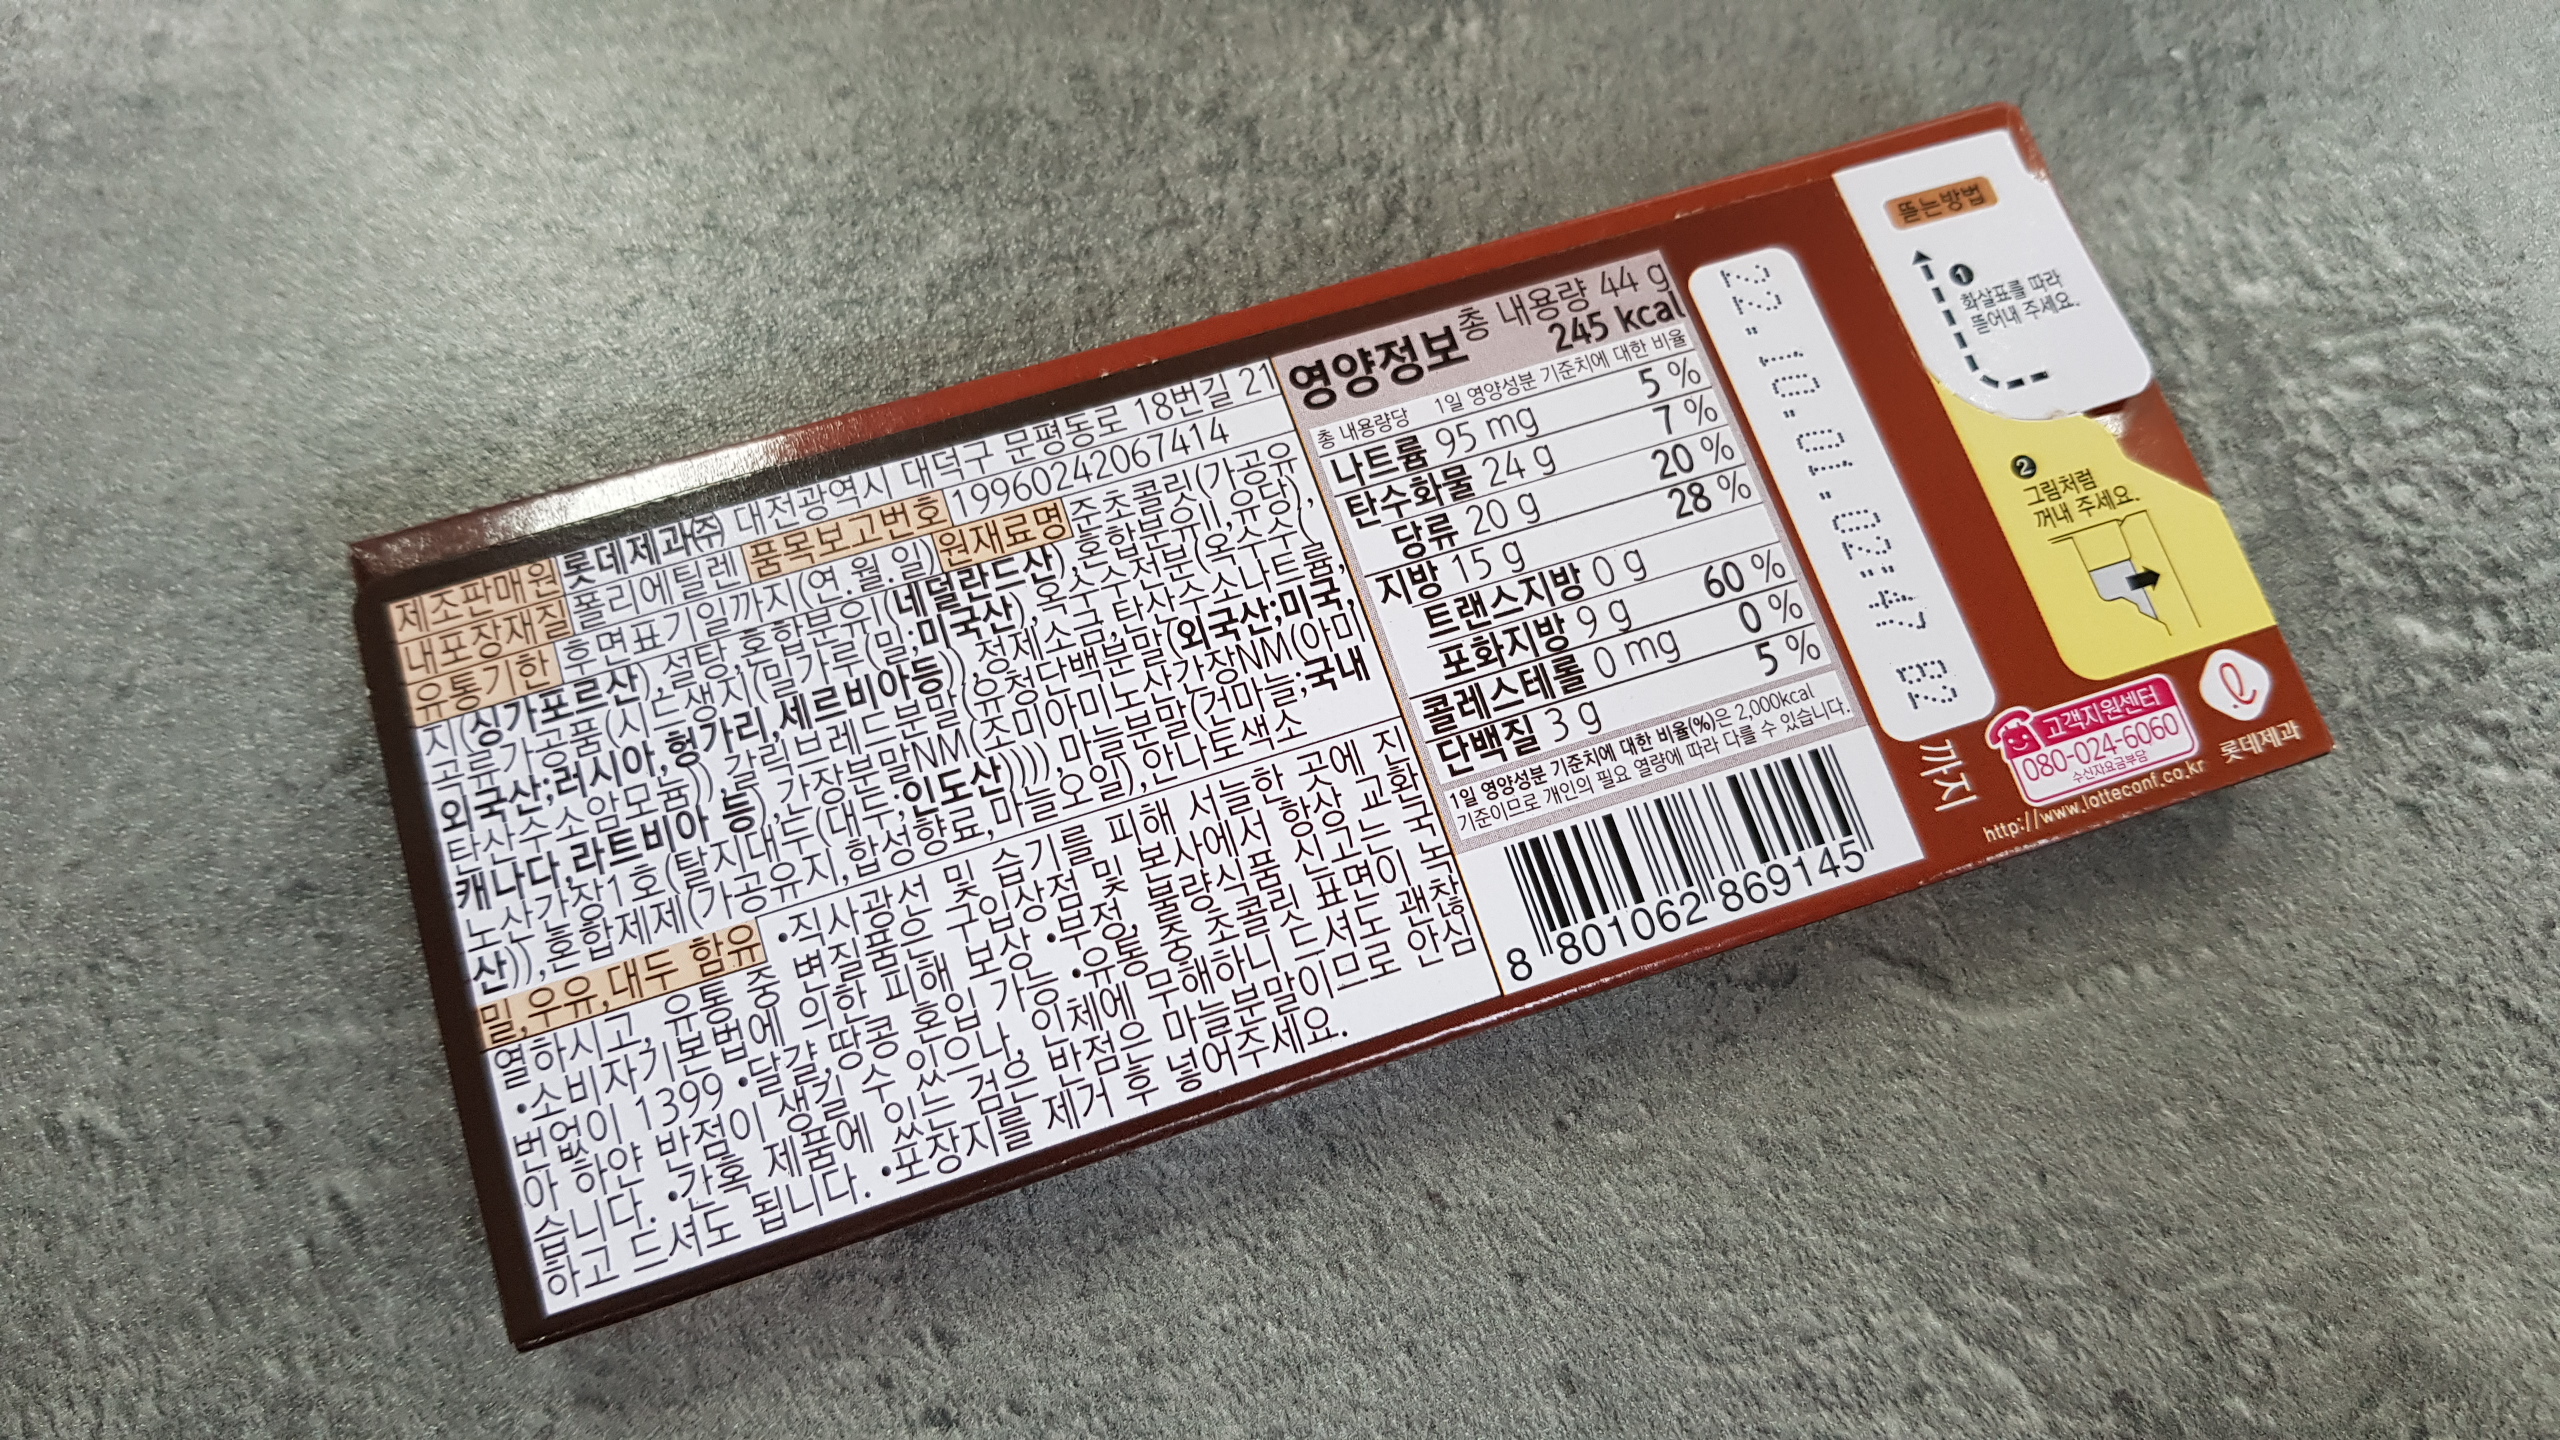 제조판매원 롯데제과㈜ 대전광역시 대덕구 문평동로 18번길 21
내포장재질 폴리에틸렌 품목보고번호 19960242067414
유통기한 후면표기일까지(연.월.일) 원재료명 준초콜릿(가공유
지(싱가포르산),설탕,혼합분유I(네덜란드산),혼합분유II,유당),
곡류가공품(시드생지(밀가루(밀;미국산),옥수수전분(옥수수(
외국산;러시아,헝가리,세르비아등)),정제소금,탄산수소나트륨,
탄산수소암모늄)),갈릭브레드분말(유청단백분말(외국산;미국,
캐나다,라트비아 등),간장분말NM(조미아미노산간장NM(아미
노산간장1호(탈지대두(대두;인도산)))),마늘분말(건마늘;국내
산)),혼합제제(가공유지,합성향료,마늘오일),안나토색소
밀,우유,대두 함유 •직사광선 및 습기를 피해 서늘한 곳에 진
열하시고, 유통 중 변질품은 구입상점 및 본사에서 항상 교환
•소비자기본법에 의한 피해 보상 •부정, 불량식품 신고는 국
번없이 1399 •달걀,땅콩 혼입 가능 •유통 중 초콜릿 표면이 녹
아 하얀 반점이 생길 수 있으나, 인체에 무해하니 드셔도 괜찮
습니다. •간혹 제품에 있는 검은 반점은 마늘분말이므로 안심
하고 드셔도 됩니다. •포장지를 제거 후 넣어주세요.
영양정보 총 내용량 44 g
245 kcal
총 내용량당 1일 영양성분 기준치에 대한 비율
나트륨 95 mg 5 %
탄수화물 24 g 7 %
당류 20 g 20 %
지방 15 g 28 %
트랜스지방 0 g
포화지방 9 g 60 %
콜레스테롤 0 mg 0 %
단백질 3 g 5 %
1일 영양성분 기준치에 대한 비율(%)은 2,000kcal
기준이므로 개인의 필요 열량에 따라 다를 수 있습니다.
8 801062 869145
까지
뜯는방법
1
화살표를 따라
뜯어내 주세요.
2
그림처럼
꺼내 주세요.
고객지원센터
080-024-6060
수신자요금부담
http://www.lotteconf.co.kr
롯데제과